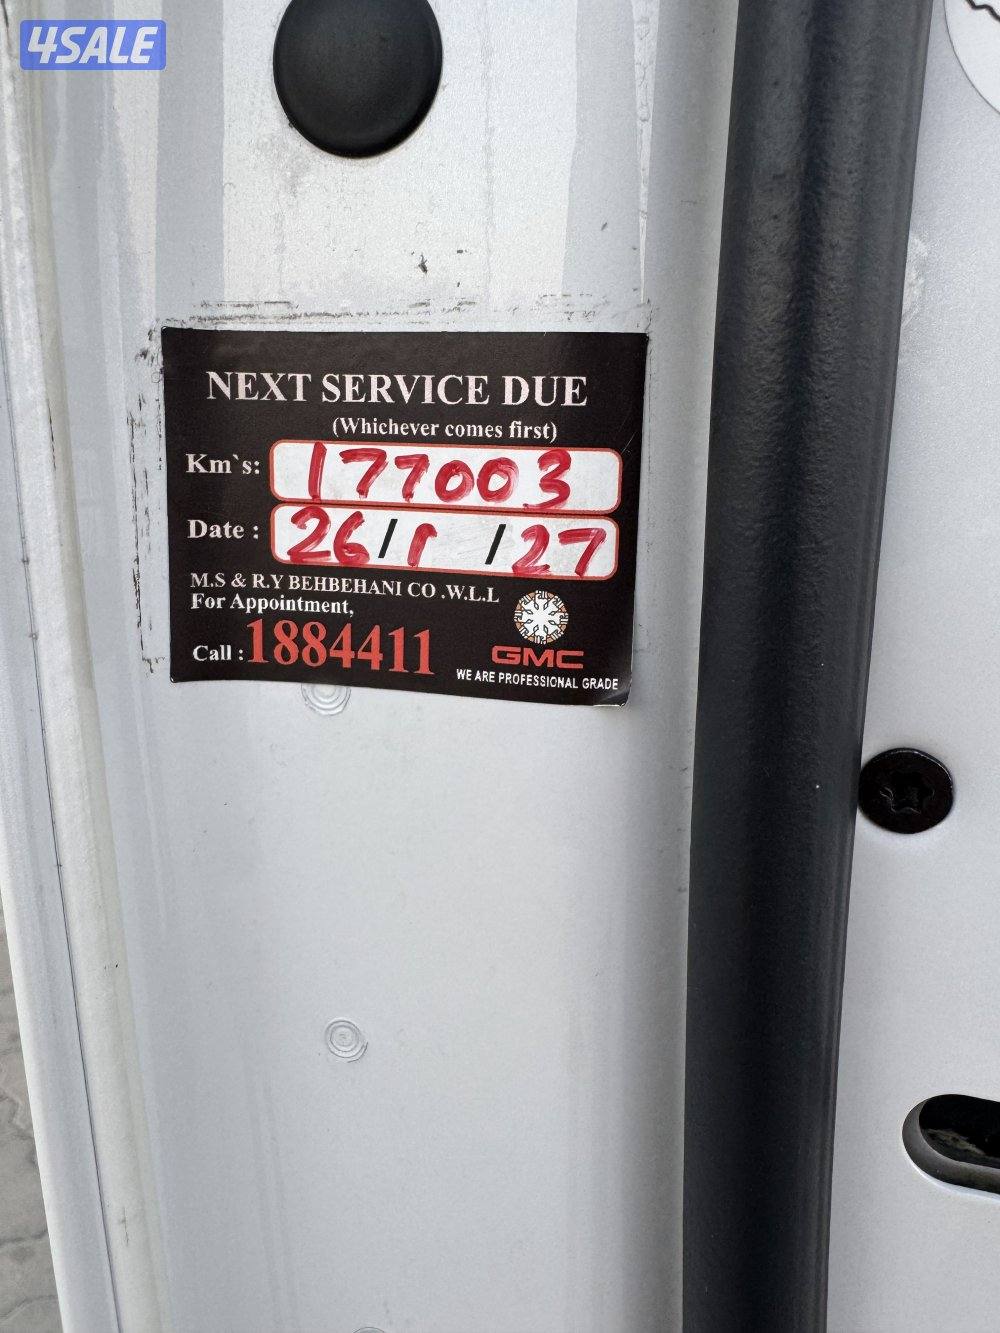 4SALE
NEXT SERVICE DUE
(Whichever comes first)
Km`s: 177003
Date : 26/1/27
M.S & R.Y BEHBEHANI CO .W.L.L
For Appointment,
Call : 1884411
GMC
WE ARE PROFESSIONAL GRADE